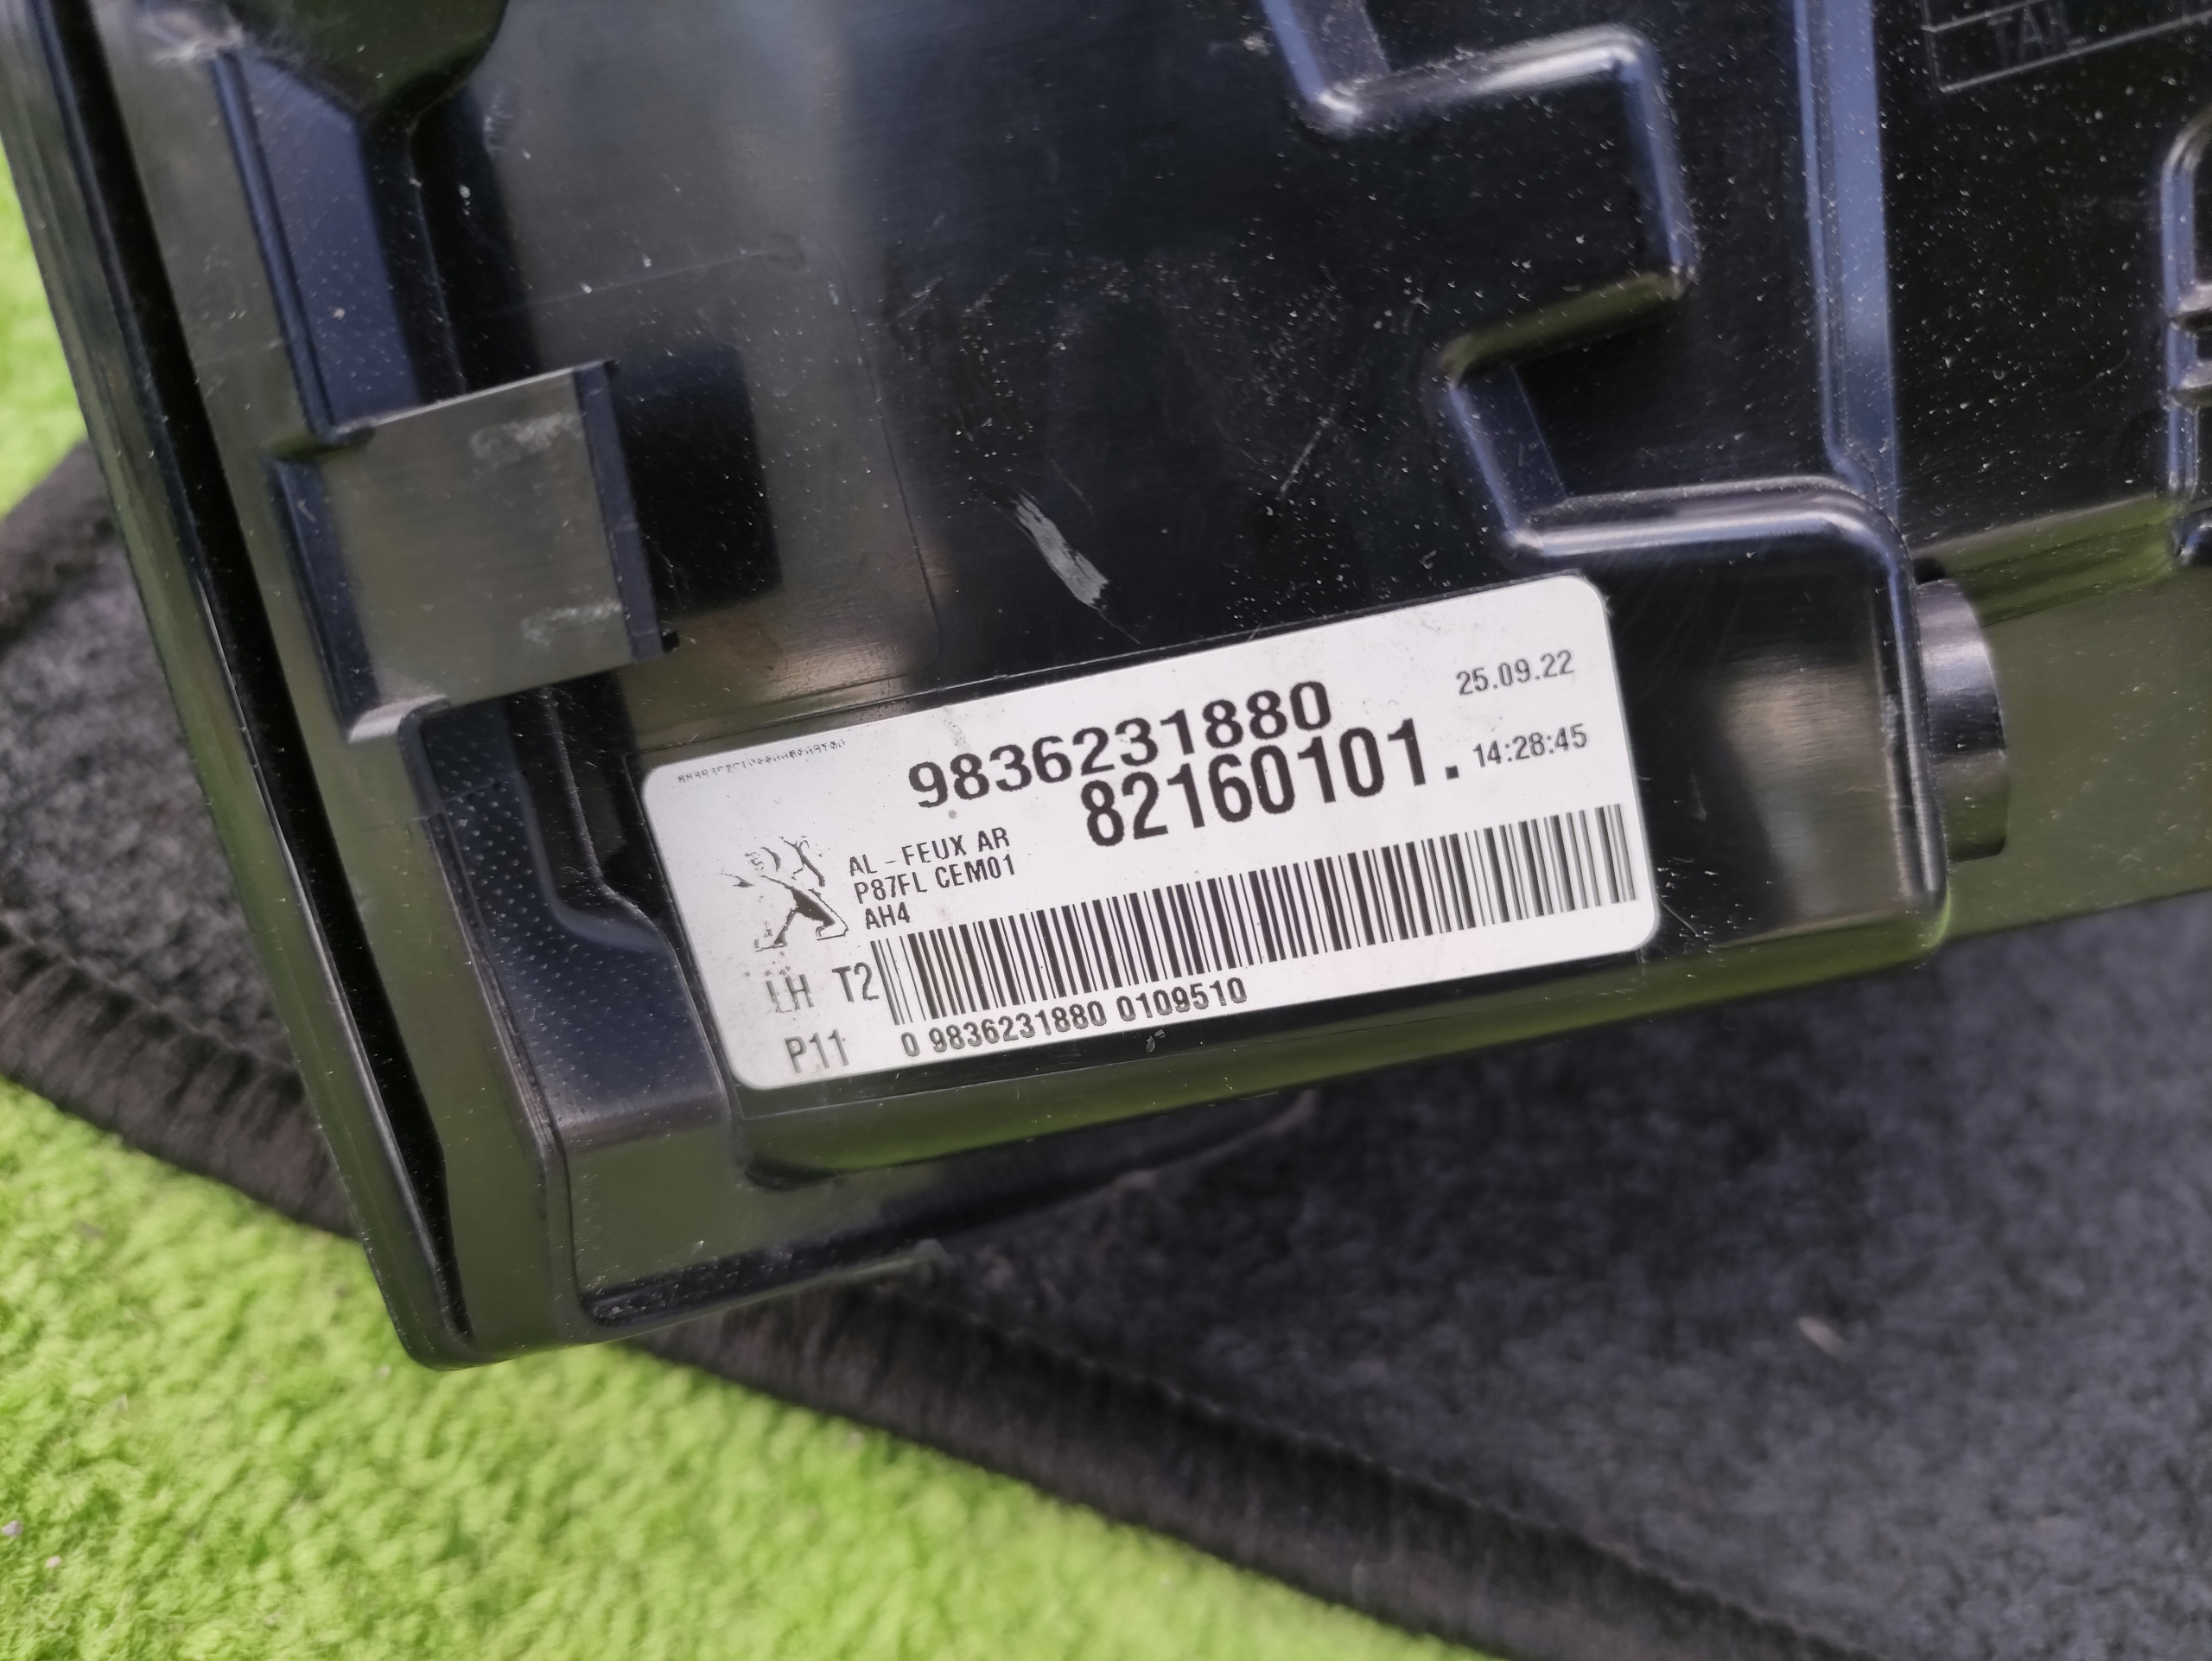 9836231880
25.09.22
82160101.
14:28:45
AL - FEUX AR
P87FL CEM01
AH4
LH T2
P11
0 9836231880 0109510